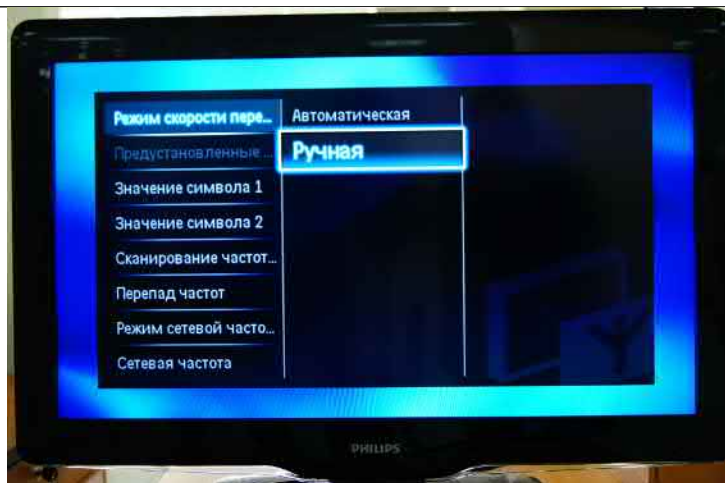 Режим скорости пере...
Автоматическая
Предустановленные ...
Ручная
Значение символа 1
Значение символа 2
Сканирование частот...
Перепад частот
Режим сетевой часто...
Сетевая частота
PHILIPS